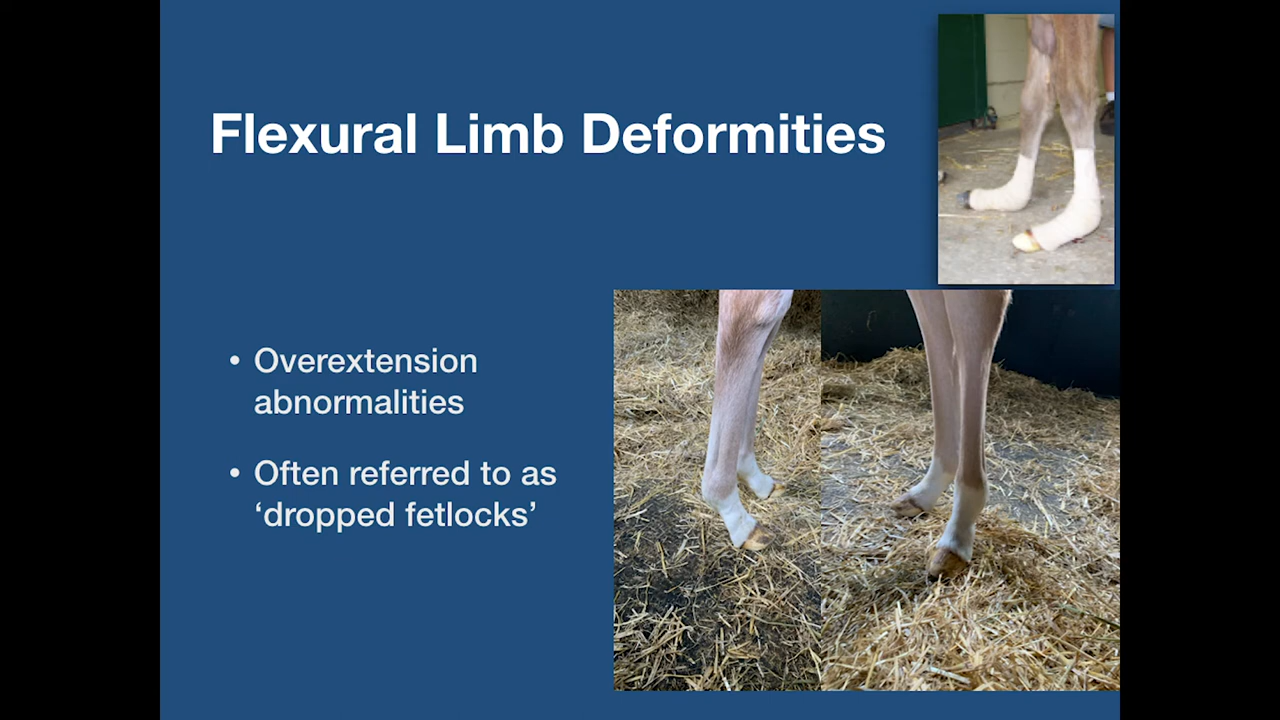 Flexural Limb Deformities
• Overextension
abnormalities
• Often referred to as
‘dropped fetlocks’